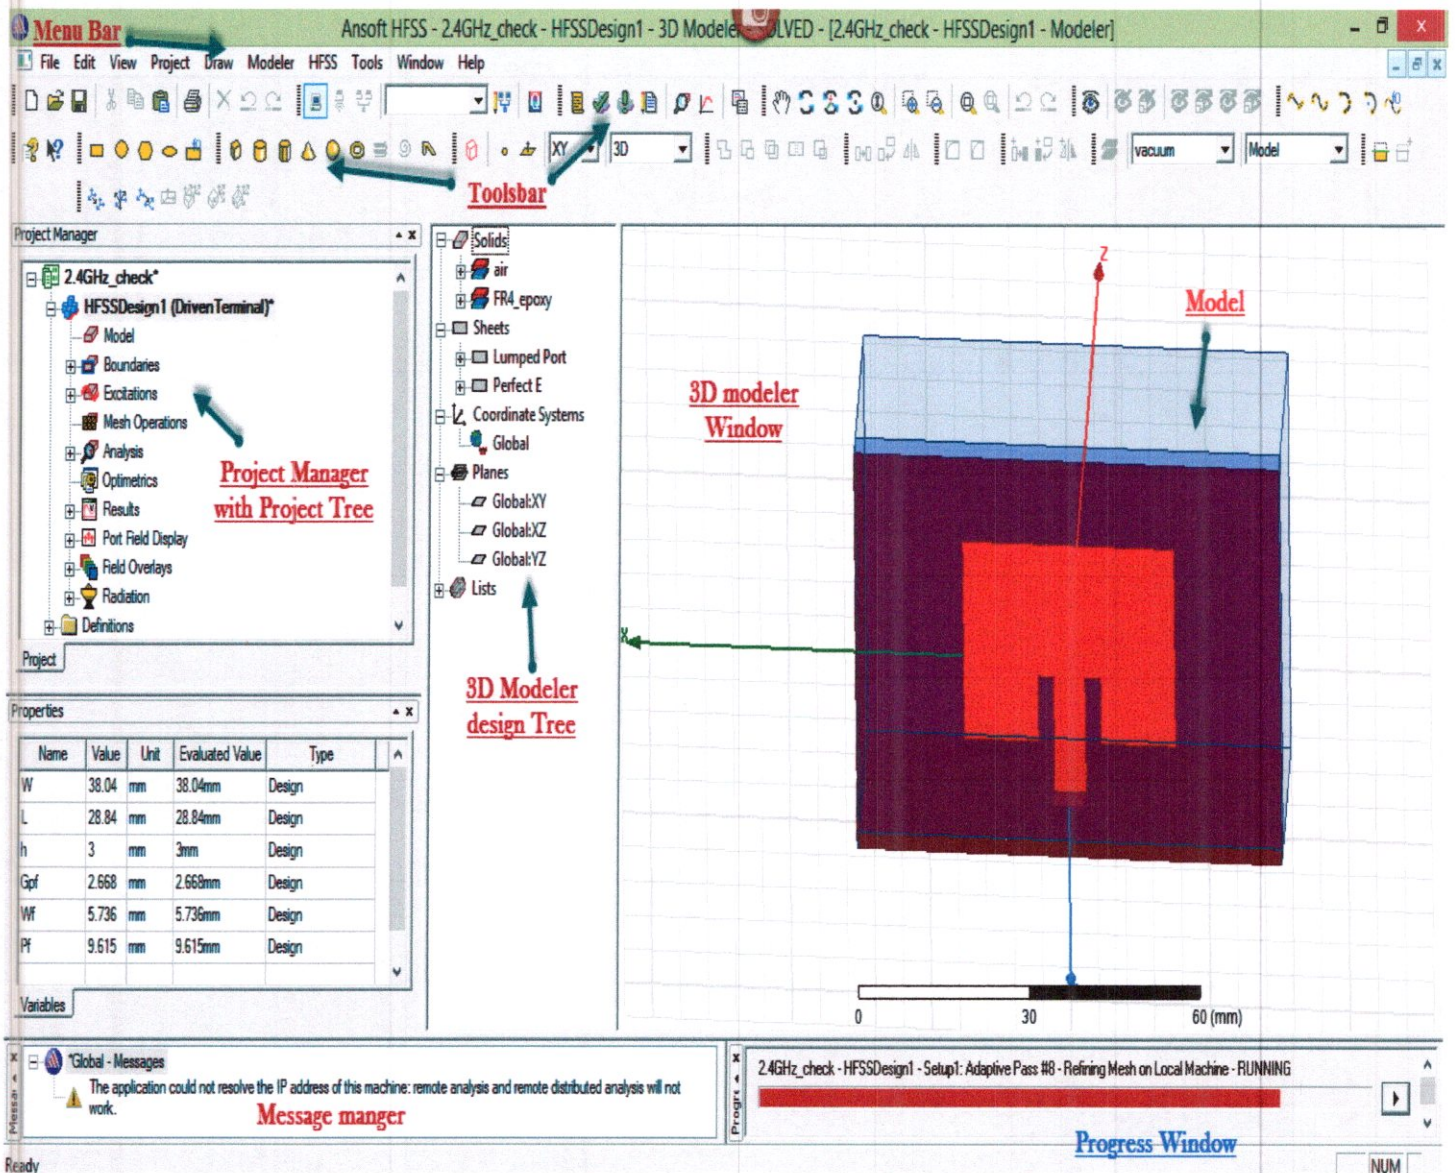 Menu Bar
Ansoft HFSS - 2.4GHz_check - HFSSDesign1 - 3D Modeler - SOLVED - [2.4GHz_check - HFSSDesign1 - Modeler]
File Edit View Project Draw Modeler HFSS Tools Window Help
XY 3D vacuum Model
Toolsbar
Project Manager
2.4GHz_check*
HFSSDesign1 (DrivenTerminal)*
Model
Boundaries
Excitations
Mesh Operations
Analysis
Optimetrics
Results
Port Field Display
Field Overlays
Radiation
Definitions
Project
Project Manager
with Project Tree
Solids
air
FR4_epoxy
Sheets
Lumped Port
Perfect E
Coordinate Systems
Global
Planes
Global:XY
Global:XZ
Global:YZ
Lists
3D Modeler
design Tree
3D modeler
Window
Model
Z
X
0 30 60 (mm)
Properties
Name Value Unit Evaluated Value Type
W 38.04 mm 38.04mm Design
L 28.84 mm 28.84mm Design
h 3 mm 3mm Design
Gpf 2.668 mm 2.668mm Design
Wf 5.736 mm 5.736mm Design
Pf 9.615 mm 9.615mm Design
Variables
*Global - Messages
The application could not resolve the IP address of this machine: remote analysis and remote distributed analysis will not
work.
Message manger
2.4GHz_check - HFSSDesign1 - Setup1: Adaptive Pass #8 - Refining Mesh on Local Machine - RUNNING
Progress Window
Ready
NUM